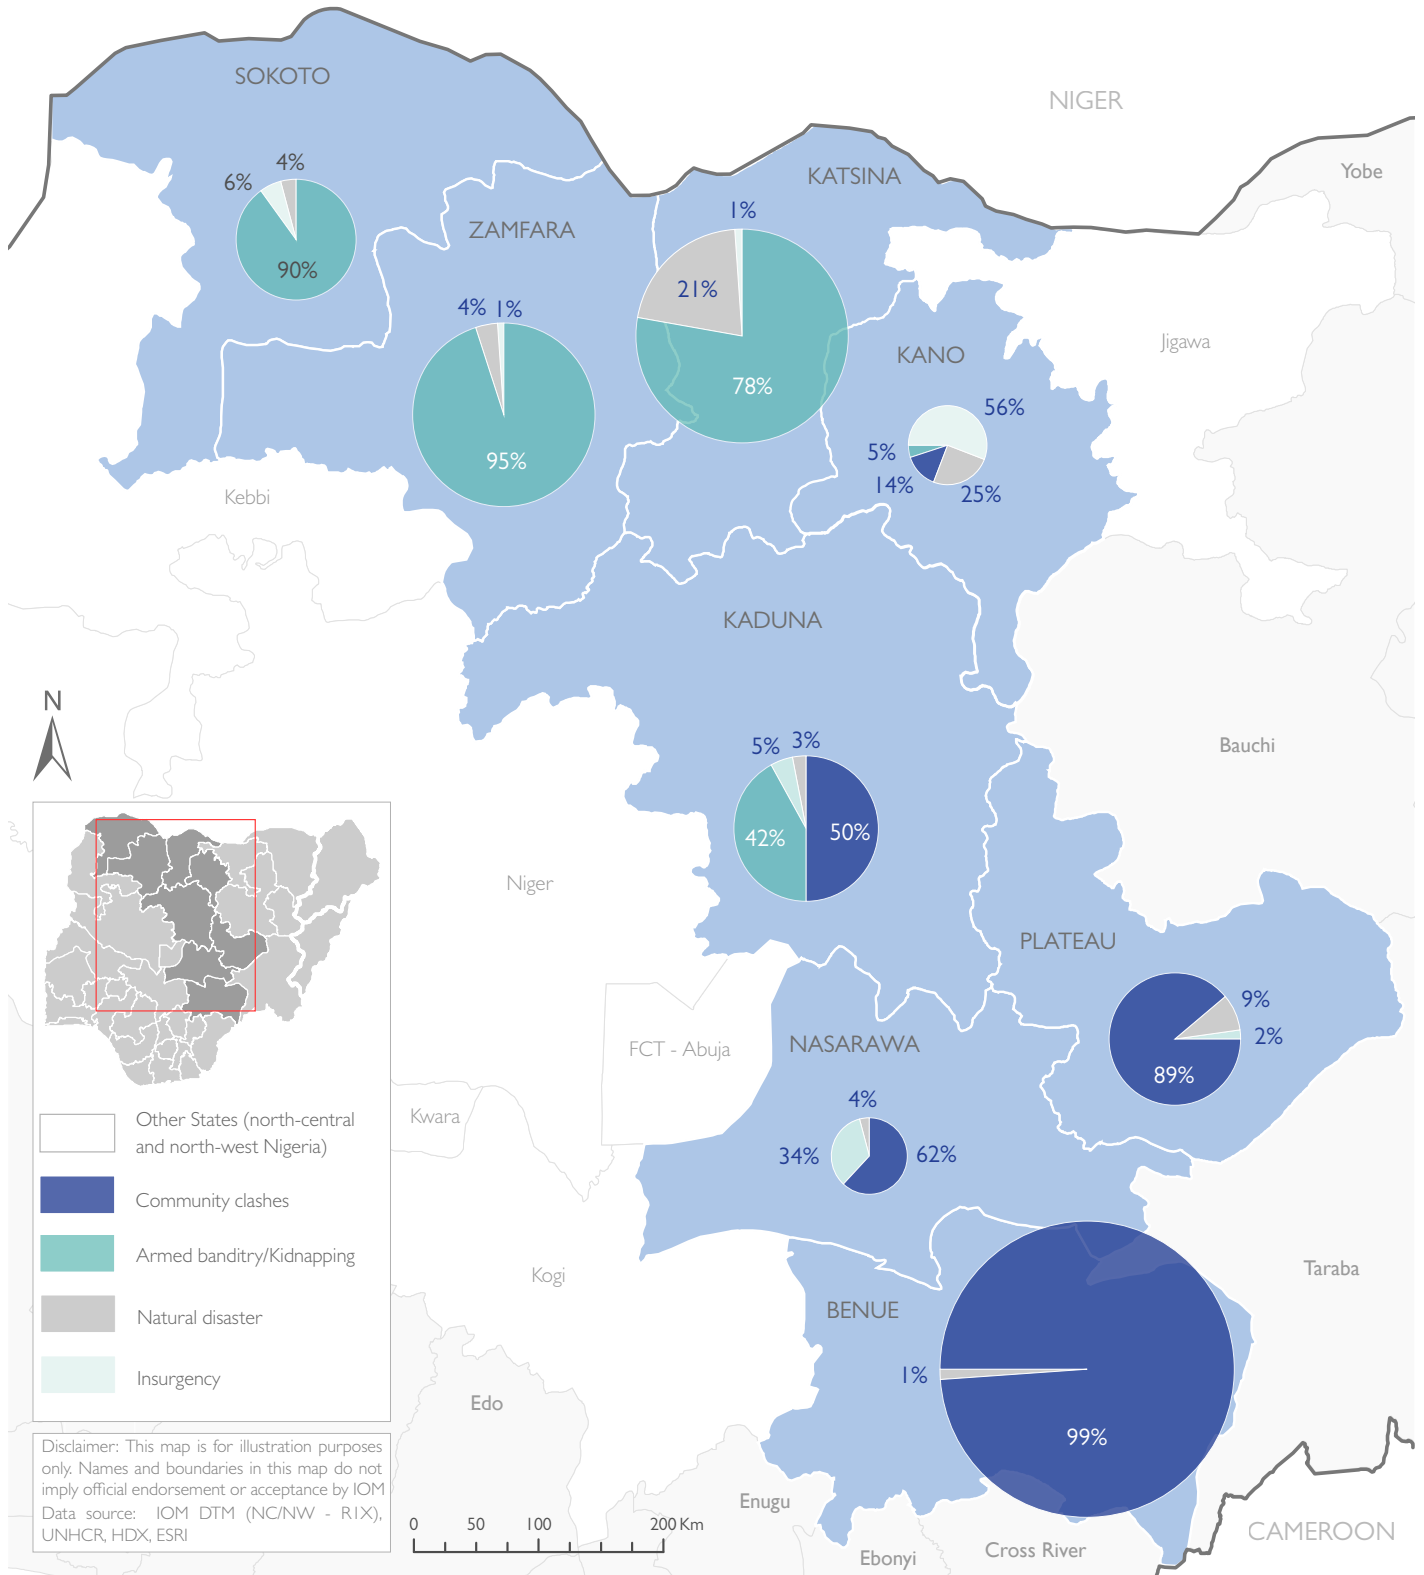 SOKOTO
NIGER
Yobe
KATSINA
4%
6%
90%
ZAMFARA
1%
21%
78%
4% 1%
95%
Jigawa
KANO
56%
5%
14%
25%
Kebbi
KADUNA
N
Bauchi
5% 3%
42%
50%
Niger
PLATEAU
9%
2%
89%
FCT - Abuja
NASARAWA
4%
34%
62%
Kwara
Other States (north-central
and north-west Nigeria)
Community clashes
Armed banditry/Kidnapping
Natural disaster
Insurgency
Kogi
Taraba
BENUE
1%
99%
Edo
Disclaimer: This map is for illustration purposes
only. Names and boundaries in this map do not
imply official endorsement or acceptance by IOM
Data source: IOM DTM (NC/NW - R1X),
UNHCR, HDX, ESRI
0 50 100 200 Km
Enugu
Ebonyi
Cross River
CAMEROON